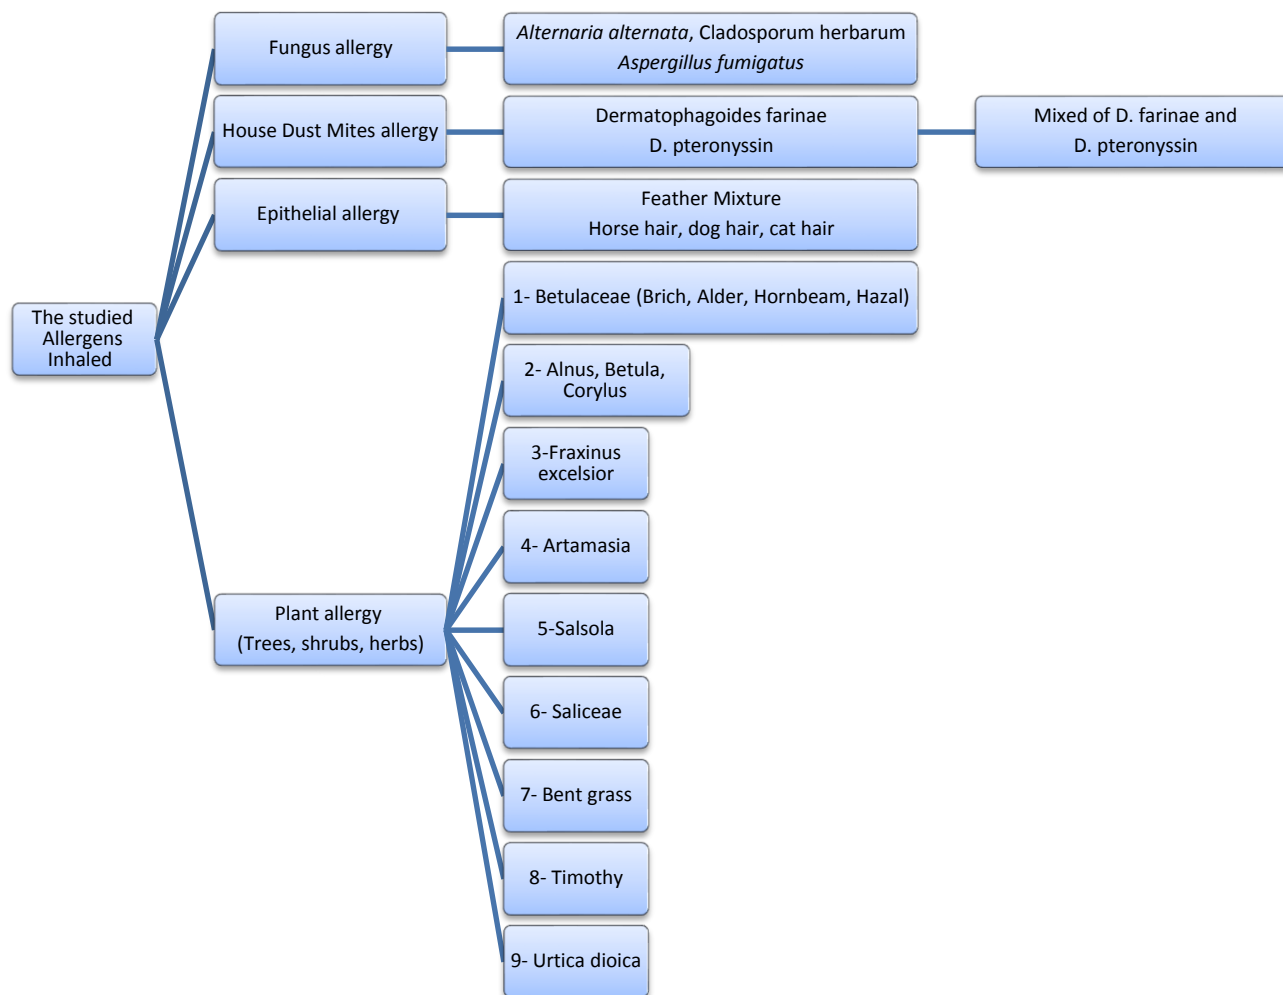 Fungus allergy
Alternaria alternata, Cladosporum herbarum
Aspergillus fumigatus
House Dust Mites allergy
Dermatophagoides farinae
D. pteronyssin
Mixed of D. farinae and
D. pteronyssin
Epithelial allergy
Feather Mixture
Horse hair, dog hair, cat hair
The studied
Allergens
Inhaled
Plant allergy
(Trees, shrubs, herbs)
1- Betulaceae (Brich, Alder, Hornbeam, Hazal)
2- Alnus, Betula,
Corylus
3-Fraxinus
excelsior
4- Artamasia
5-Salsola
6- Saliceae
7- Bent grass
8- Timothy
9- Urtica dioica